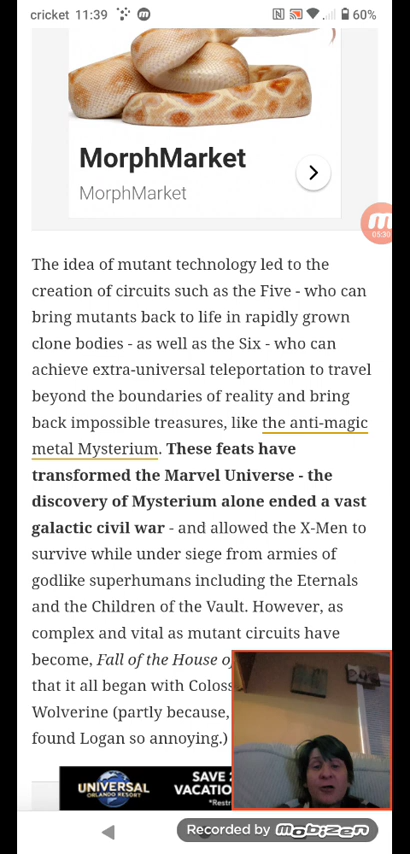 cricket 11:39
60%
MorphMarket
MorphMarket
m
05:30
The idea of mutant technology led to the
creation of circuits such as the Five - who can
bring mutants back to life in rapidly grown
clone bodies - as well as the Six - who can
achieve extra-universal teleportation to travel
beyond the boundaries of reality and bring
back impossible treasures, like the anti-magic
metal Mysterium. These feats have
transformed the Marvel Universe - the
discovery of Mysterium alone ended a vast
galactic civil war - and allowed the X-Men to
survive while under siege from armies of
godlike superhumans including the Eternals
and the Children of the Vault. However, as
complex and vital as mutant circuits have
become, Fall of the House
that it all began with
Wolverine (partly because,
found Logan so annoying.)
UNIVERSAL
ORLANDO RESORT
SAVE
Recorded by mobizen